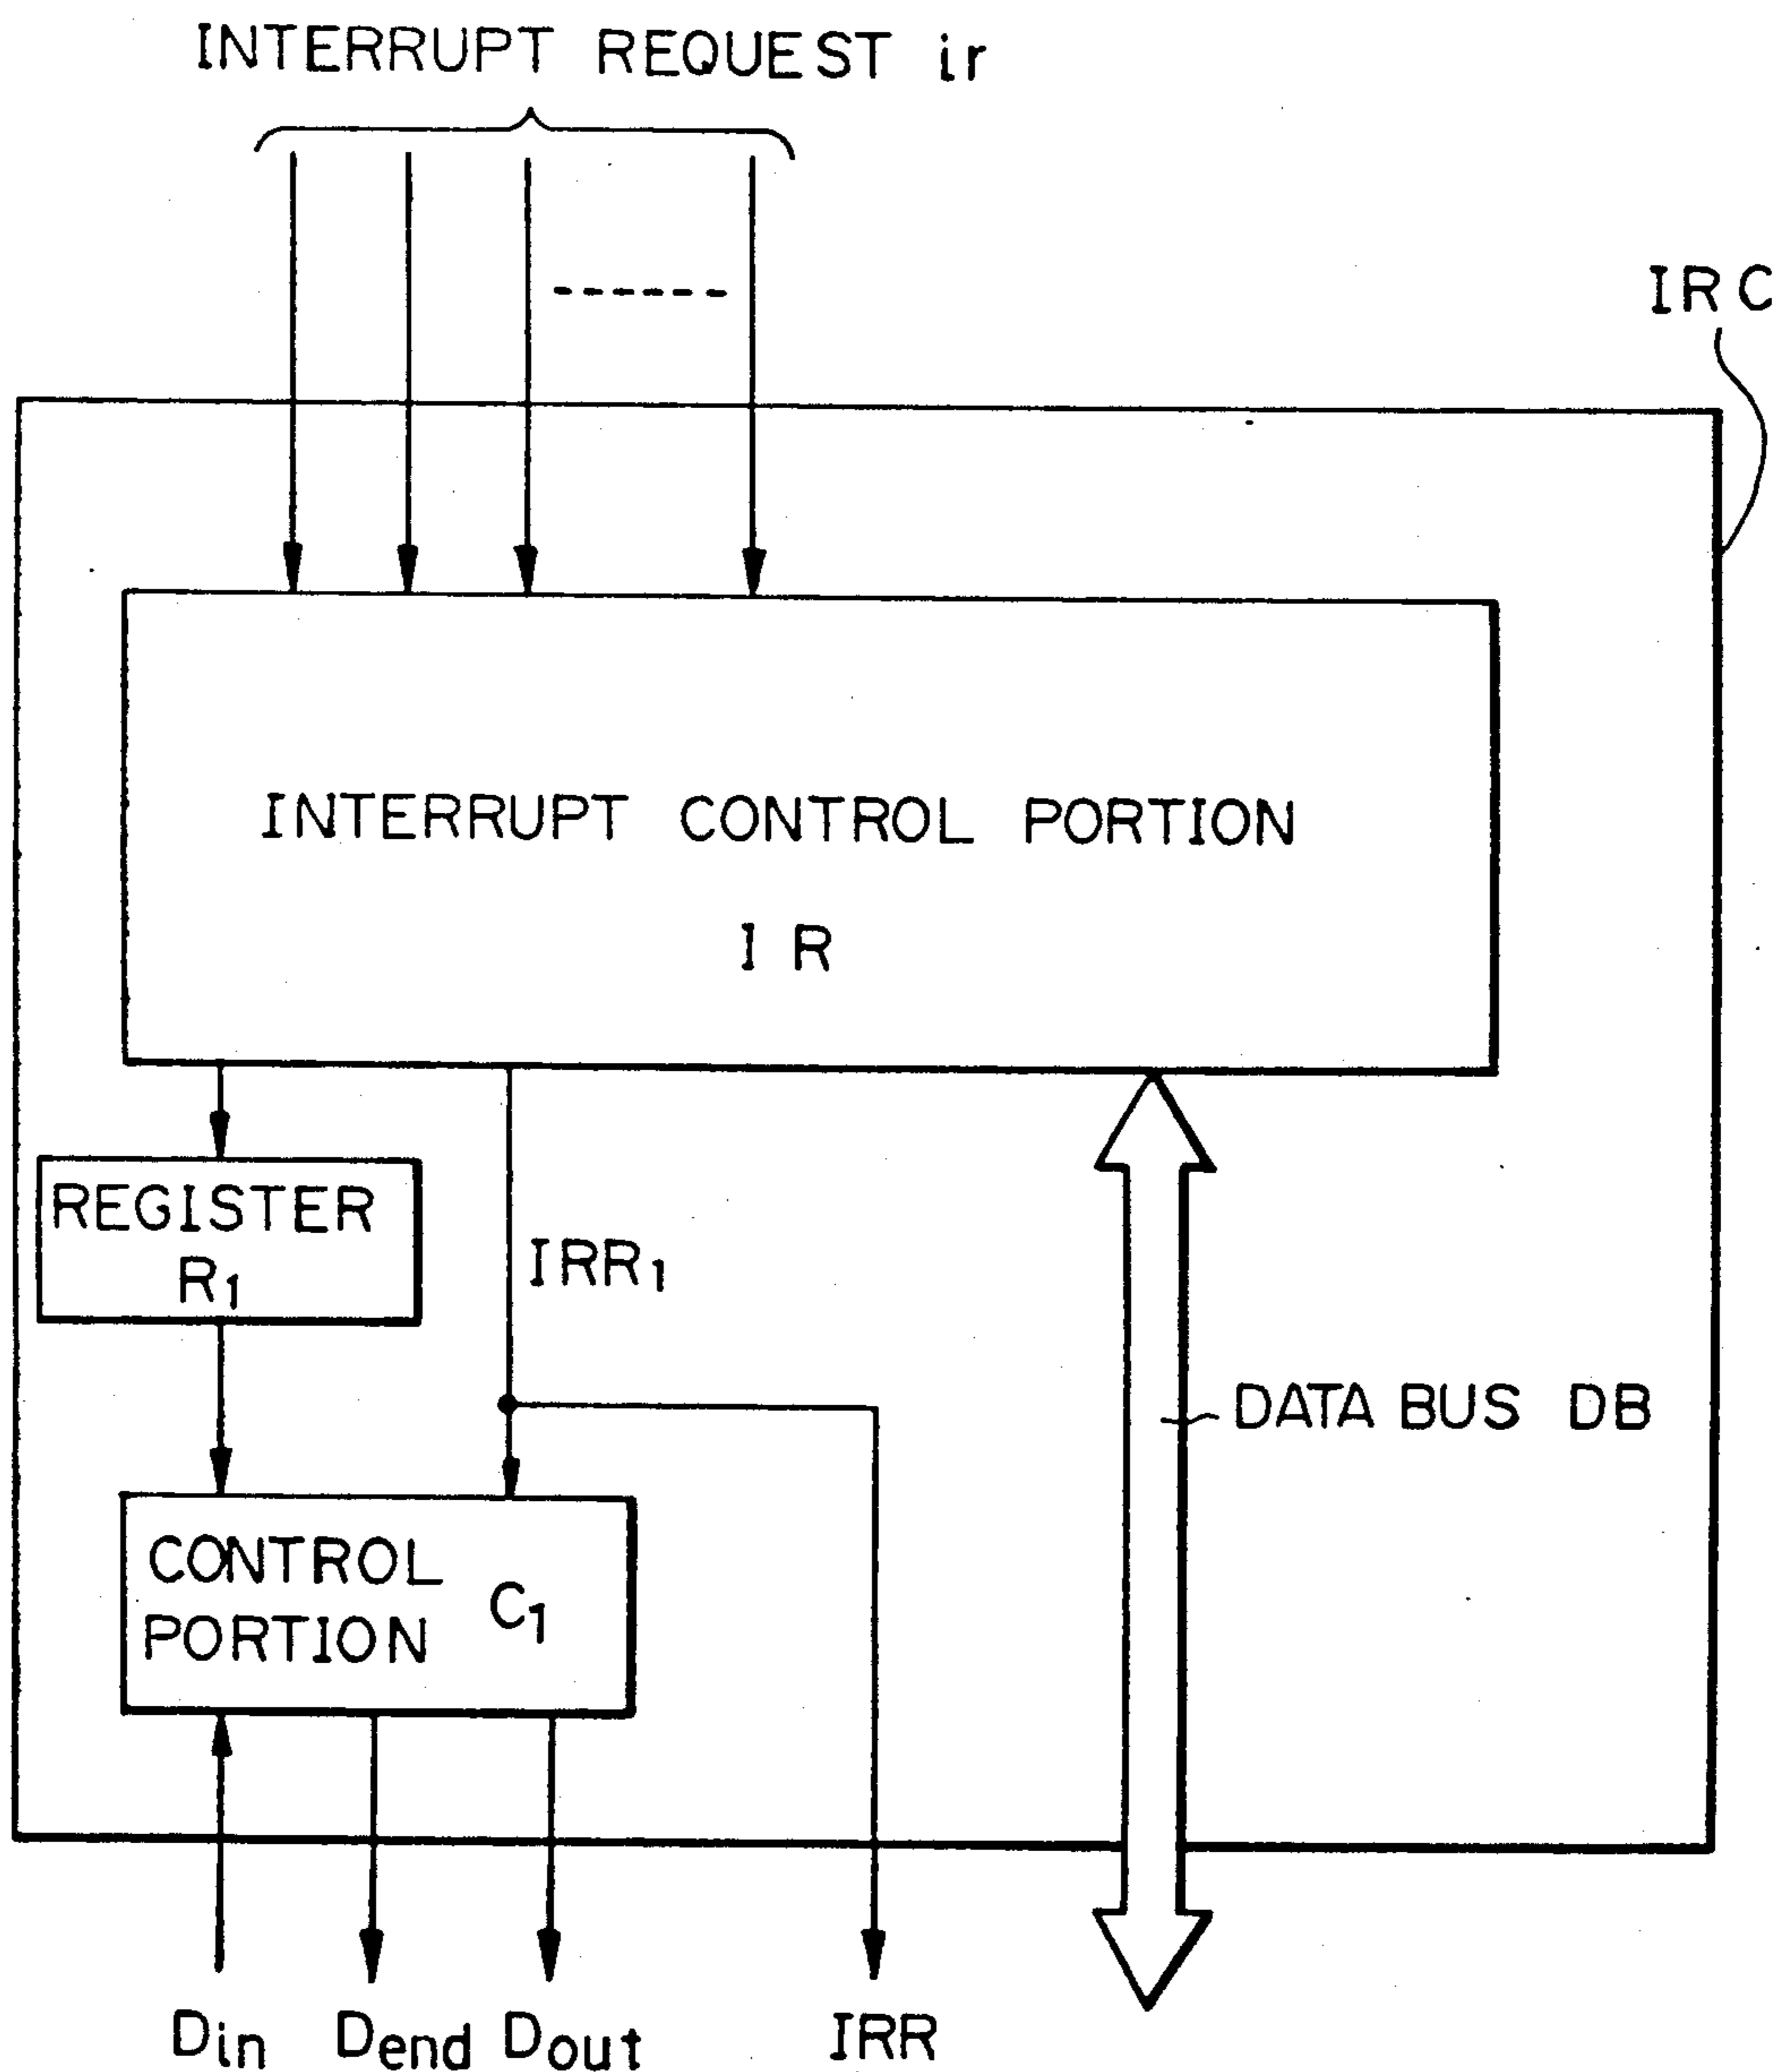 INTERRUPT REQUEST ir
IRC
INTERRUPT CONTROL PORTION
IR
REGISTER
R1
IRR1
DATA BUS DB
CONTROL
PORTION C1
Din Dend Dout IRR